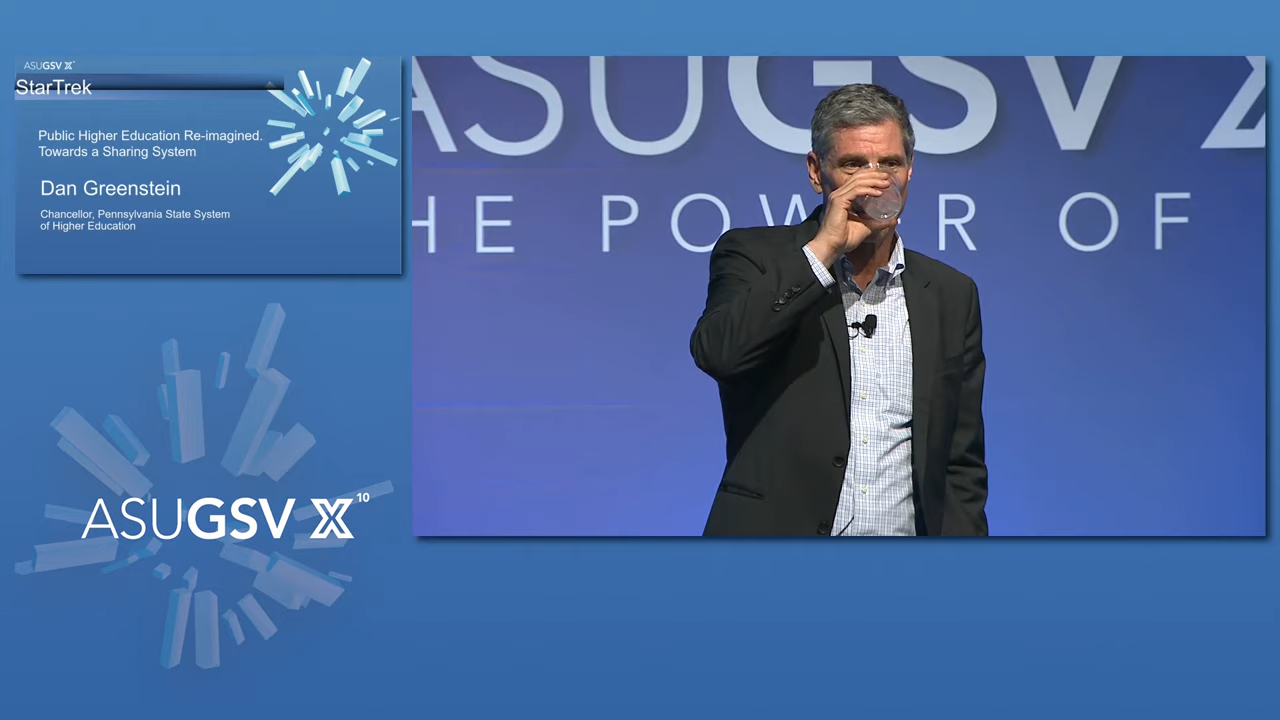 ASUGSV X
StarTrek
Public Higher Education Re-imagined.
Towards a Sharing System
Dan Greenstein
Chancellor, Pennsylvania State System
of Higher Education
ASUGSV X
HE POW R OF
ASUGSV X10